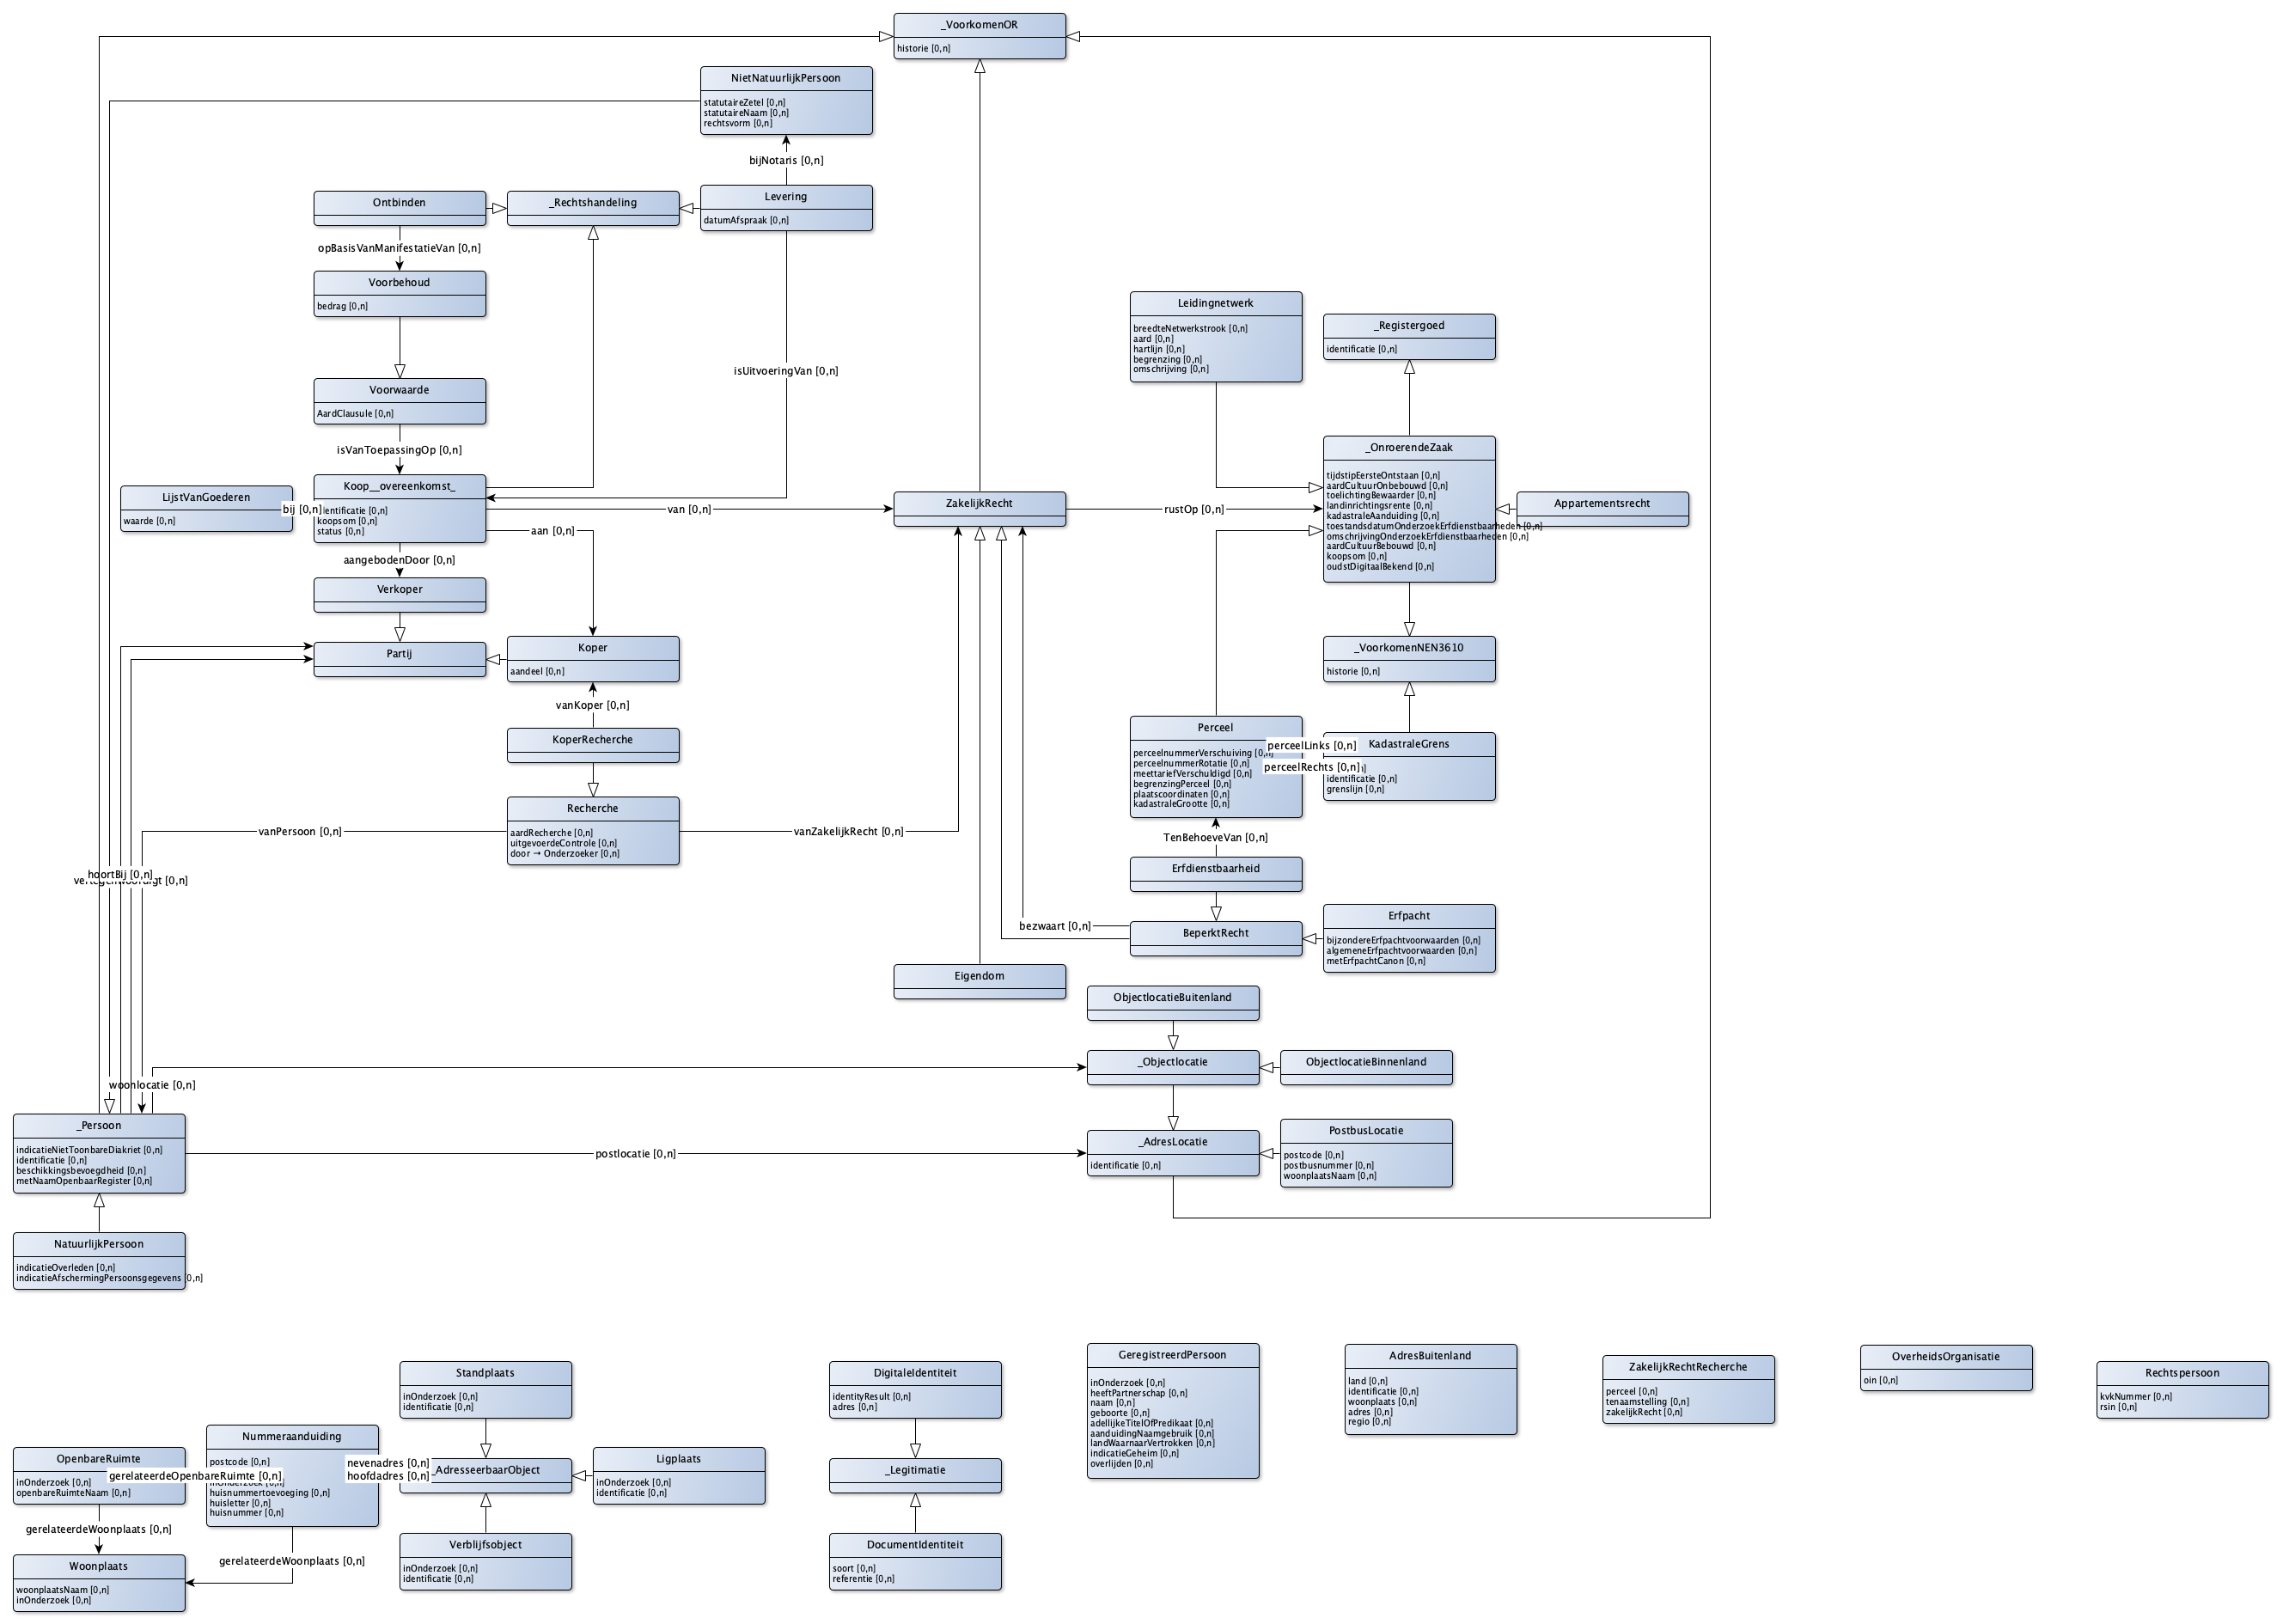 _VoorkomenOR
historie [0,n]
NietNatuurlijkPersoon
statutaireZetel [0,n]
statutaireNaam [0,n]
rechtsvorm [0,n]
bijNotaris [0,n]
Ontbinden
_Rechtshandeling
Levering
datumAfspraak [0,n]
opBasisVanManifestatieVan [0,n]
Voorbehoud
bedrag [0,n]
Leidingnetwerk
breedteNetwerkstrook [0,n]
aard [0,n]
hartlijn [0,n]
begrenzing [0,n]
omschrijving [0,n]
_Registergoed
identificatie [0,n]
isUitvoeringVan [0,n]
Voorwaarde
AardClausule [0,n]
isVanToepassingOp [0,n]
_OnroerendeZaak
tijdstipEersteOntstaan [0,n]
aardCultuurOnbebouwd [0,n]
toelichtingBewaarder [0,n]
landinrichtingsrente [0,n]
kadastraleAanduiding [0,n]
toestandsdatumOnderzoekErfdienstbaarheden [0,n]
omschrijvingOnderzoekErfdienstbaarheden [0,n]
aardCultuurBebouwd [0,n]
koopsom [0,n]
oudstDigitaalBekend [0,n]
LijstVanGoederen
waarde [0,n]
bij [0,n]
Koop__overeenkomst_
dentificatie [0,n]
koopsom [0,n]
status [0,n]
van [0,n]
ZakelijkRecht
rustOp [0,n]
Appartementsrecht
aan [0,n]
aangebodenDoor [0,n]
Verkoper
Partij
Koper
aandeel [0,n]
_VoorkomenNEN3610
historie [0,n]
vanKoper [0,n]
KoperRecherche
Perceel
perceelnummerVerschuiving [0,n]
perceelnummerRotatie [0,n]
meettariefVerschuldigd [0,n]
begrenzingPerceel [0,n]
plaatscoordinaten [0,n]
kadastraleGrootte [0,n]
perceelLinks [0,n]
perceelRechts [0,n]
KadastraleGrens
identificatie [0,n]
grenslijn [0,n]
Recherche
aardRecherche [0,n]
uitgevoerdeControle [0,n]
door → Onderzoeker [0,n]
vanPersoon [0,n]
vanZakelijkRecht [0,n]
TenBehoeveVan [0,n]
Erfdienstbaarheid
hoortBij [0,n]
bezwaart [0,n]
BeperktRecht
Erfpacht
bijzondereErfpachtvoorwaarden [0,n]
algemeneErfpachtvoorwaarden [0,n]
metErfpachtCanon [0,n]
Eigendom
ObjectlocatieBuitenland
_Objectlocatie
ObjectlocatieBinnenland
woonlocatie [0,n]
_Persoon
indicatieNietToonbareDiakriet [0,n]
identificatie [0,n]
beschikkingsbevoegdheid [0,n]
metNaamOpenbaarRegister [0,n]
postlocatie [0,n]
_AdresLocatie
identificatie [0,n]
PostbusLocatie
postcode [0,n]
postbusnummer [0,n]
woonplaatsNaam [0,n]
NatuurlijkPersoon
indicatieOverleden [0,n]
indicatieAfschermingPersoonsgegevens [0,n]
Standplaats
inOnderzoek [0,n]
identificatie [0,n]
DigitaleIdentiteit
identityResult [0,n]
adres [0,n]
GeregistreerdPersoon
inOnderzoek [0,n]
heeftPartnerschap [0,n]
naam [0,n]
geboorte [0,n]
adellijkeTitelOfPredikaat [0,n]
aanduidingNaamgebruik [0,n]
landWaarnaarVertrokken [0,n]
indicatieGeheim [0,n]
overlijden [0,n]
AdresBuitenland
land [0,n]
identificatie [0,n]
woonplaats [0,n]
adres [0,n]
regio [0,n]
ZakelijkRechtRecherche
perceel [0,n]
tenaamstelling [0,n]
zakelijkRecht [0,n]
OverheidsOrganisatie
oin [0,n]
Rechtspersoon
kvkNummer [0,n]
rsin [0,n]
OpenbareRuimte
inOnderzoek [0,n]
openbareRuimteNaam [0,n]
gerelateerdeOpenbareRuimte [0,n]
Nummeraanduiding
postcode [0,n]
inOnderzoek [0,n]
huisnummertoevoeging [0,n]
huisletter [0,n]
huisnummer [0,n]
nevenadres [0,n]
hoofdadres [0,n]
_AdresseerbaarObject
Ligplaats
inOnderzoek [0,n]
identificatie [0,n]
_Legitimatie
gerelateerdeWoonplaats [0,n]
gerelateerdeWoonplaats [0,n]
Woonplaats
woonplaatsNaam [0,n]
inOnderzoek [0,n]
Verblijfsobject
inOnderzoek [0,n]
identificatie [0,n]
DocumentIdentiteit
soort [0,n]
referentie [0,n]